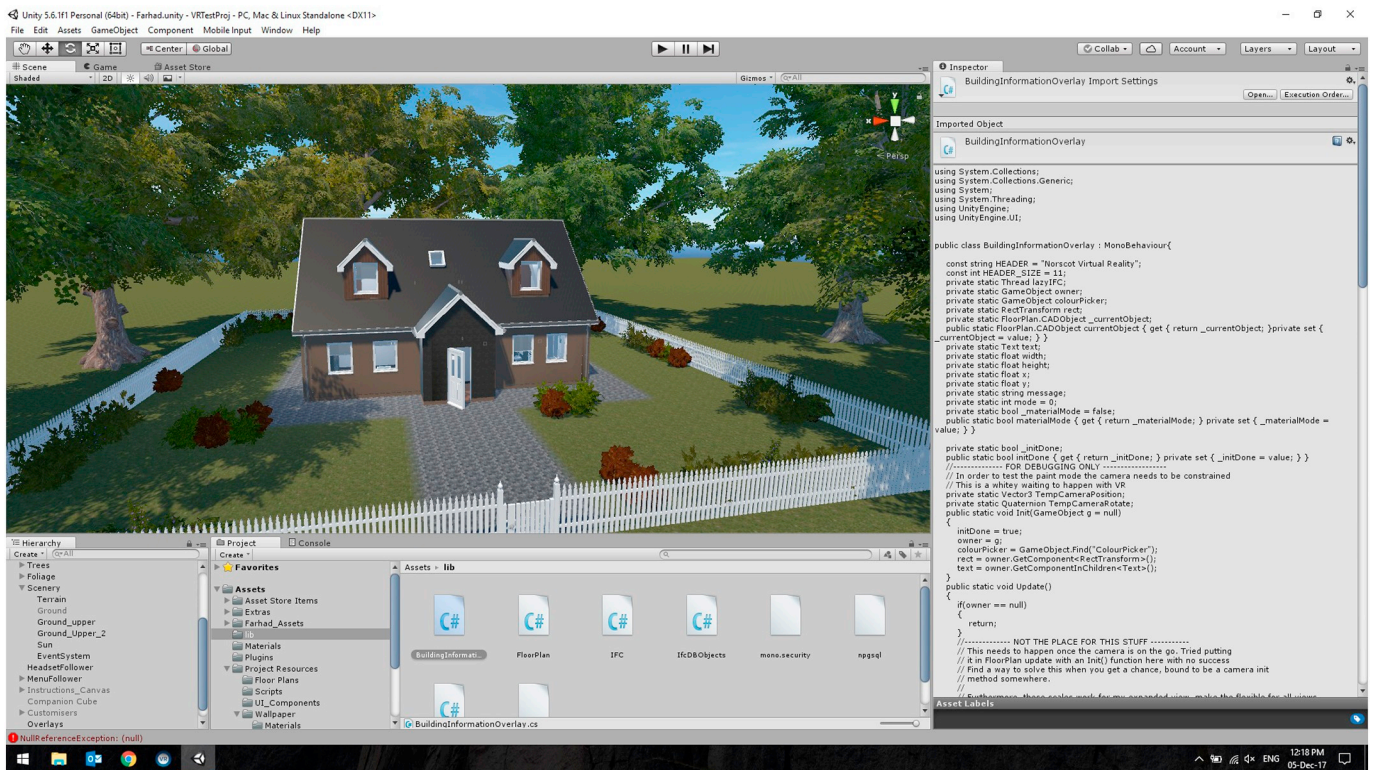 Unity 5.6.1f1 Personal (64bit) - Farhad.unity - VRTestProj - PC, Mac & Linux Standalone <DX11>
File Edit Assets GameObject Component Mobile Input Window Help
Center Global
Collab Account Layers Layout
Scene Game Asset Store
Shaded 2D Gizmos All
y
x
Persp
Inspector
BuildingInformationOverlay Import Settings
Open... Execution Order...
Imported Object
BuildingInformationOverlay
using System.Collections;
using System.Collections.Generic;
using System;
using System.Threading;
using UnityEngine;
using UnityEngine.UI;
public class BuildingInformationOverlay : MonoBehaviour{
const string HEADER = "Norscot Virtual Reality";
const int HEADER_SIZE = 11;
private static Thread lazyIFC;
private static GameObject owner;
private static GameObject colourPicker;
private static RectTransform rect;
private static FloorPlan.CADObject _currentObject;
public static FloorPlan.CADObject currentObject { get { return _currentObject; }private set {
_currentObject = value; } }
private static Text text;
private static float width;
private static float height;
private static float x;
private static float y;
private static string message;
private static int mode = 0;
private static bool _materialMode = false;
public static bool materialMode { get { return _materialMode; } private set { _materialMode =
value; } }
private static bool _initDone;
public static bool initDone { get { return _initDone; } private set { _initDone = value; } }
//-------------- FOR DEBUGGING ONLY ------------------
// In order to test the paint mode the camera needs to be constrained
// This is a whitey waiting to happen with VR
private static Vector3 TempCameraPosition;
private static Quaternion TempCameraRotate;
public static void Init(GameObject g = null)
{
initDone = true;
owner = g;
colourPicker = GameObject.Find("ColourPicker");
rect = owner.GetComponent<RectTransform>();
text = owner.GetComponentInChildren<Text>();
}
public static void Update()
{
if(owner == null)
{
return;
}
//------------- NOT THE PLACE FOR THIS STUFF -----------
// This needs to happen once the camera is on the go. Tried putting
// it in FloorPlan update with an Init() function here with no success
// Find a way to solve this when you get a chance, bound to be a camera init
// method somewhere.
//
// Furthermore, these scales work for my expanded view, make the flexible for all views
Asset Labels
Hierarchy
Create All
Trees
Foliage
Scenery
Terrain
Ground
Ground_upper
Ground_Upper_2
Sun
EventSystem
HeadsetFollower
MenuFollower
Instructions_Canvas
Companion Cube
Customisers
Overlays
Project Console
Create
Favorites
Assets
Asset Store Items
Extras
Farhad_Assets
lib
Materials
Plugins
Project Resources
Floor Plans
Scripts
UI_Components
Wallpaper
Materials
Assets lib
C# C# C# C#
BuildingInformati... FloorPlan IFC IfcDBObjects mono.security npgsql
C#
BuildingInformationOverlay.cs
NullReferenceException: (null)
VR
ENG
12:18 PM
05-Dec-17